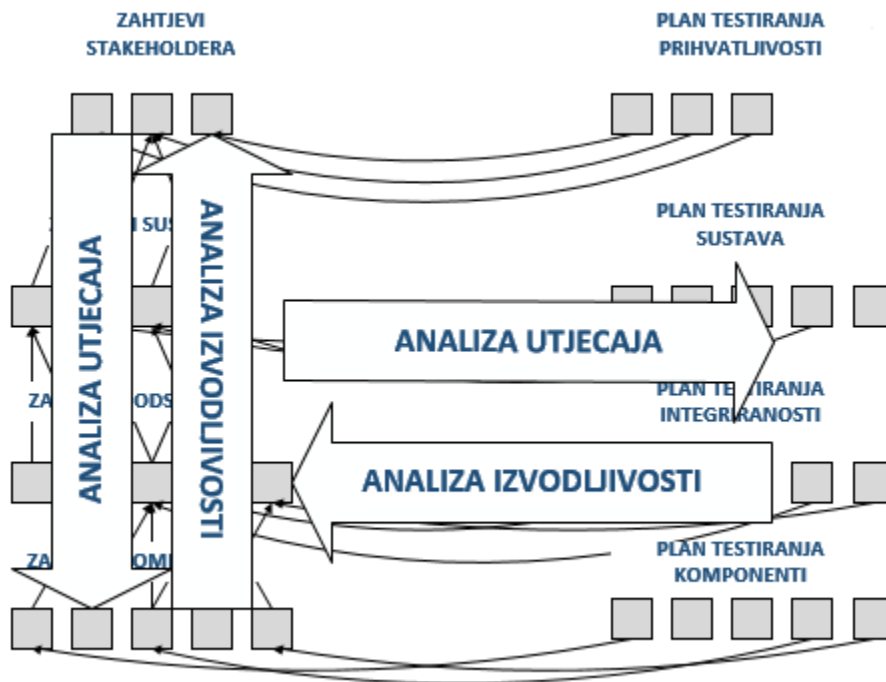 ZAHTJEVI
STAKEHOLDERA
PLAN TESTIRANJA
PRIHVATLJIVOSTI
PLAN TESTIRANJA
SUSTAVA
ANALIZA UTJECAJA
ANALIZA IZVODLJIVOSTI
ANALIZA UTJECAJA
PLAN TESTIRANJA
INTEGRIRANOSTI
ANALIZA IZVODLJIVOSTI
PLAN TESTIRANJA
KOMPONENTI